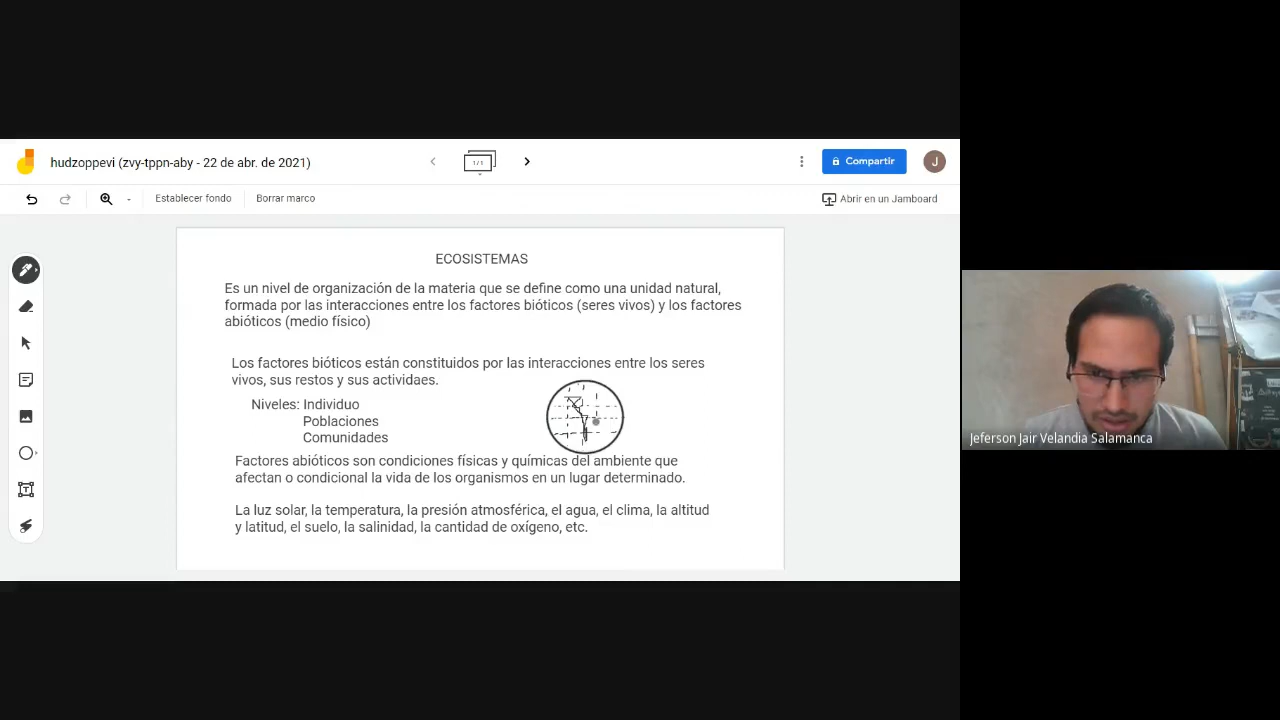 hudzoppevi (zvy-tppn-aby - 22 de abr. de 2021)
1/1
Compartir
J
Establecer fondo
Borrar marco
Abrir en un Jamboard
ECOSISTEMAS
Es un nivel de organización de la materia que se define como una unidad natural,
formada por las interacciones entre los factores bióticos (seres vivos) y los factores
abióticos (medio físico)
Los factores bióticos están constituidos por las interacciones entre los seres
vivos, sus restos y sus actividaes.
Niveles: Individuo
Poblaciones
Comunidades
Factores abióticos son condiciones físicas y químicas del ambiente que
afectan o condicional la vida de los organismos en un lugar determinado.
La luz solar, la temperatura, la presión atmosférica, el agua, el clima, la altitud
y latitud, el suelo, la salinidad, la cantidad de oxígeno, etc.
Jeferson Jair Velandia Salamanca